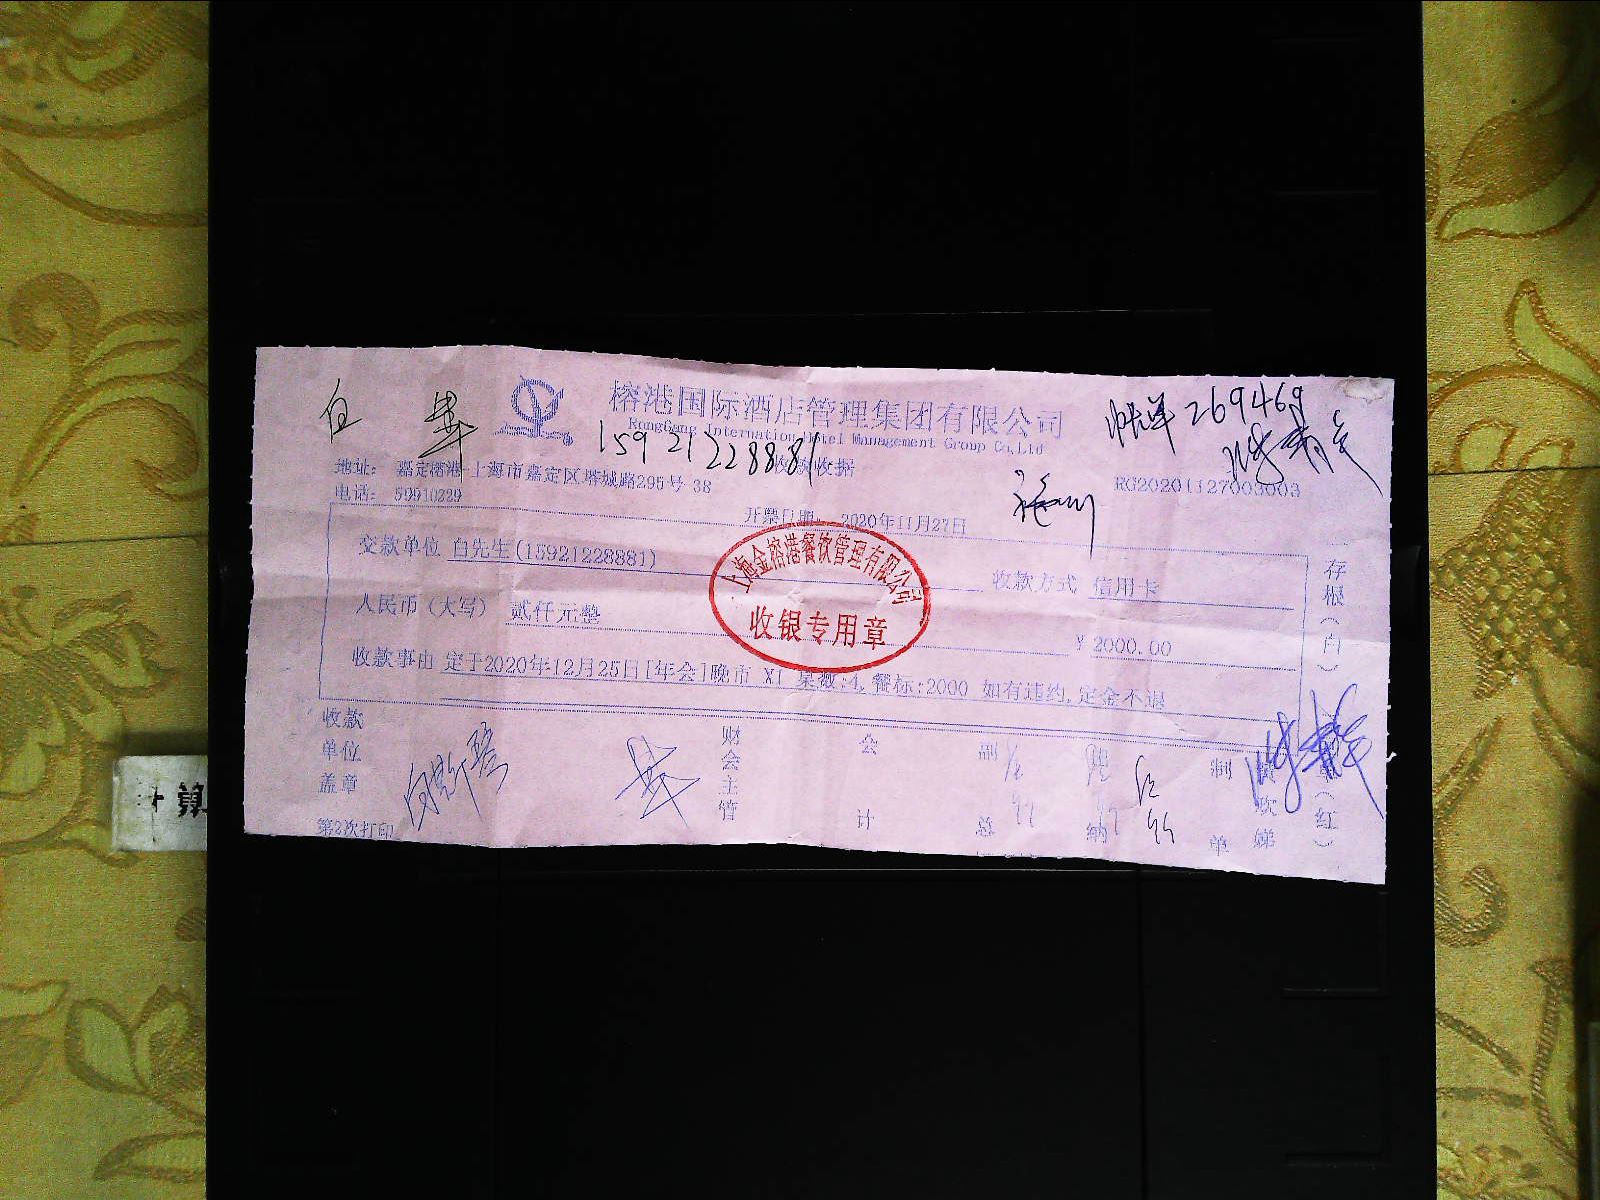 白
榕港国际酒店管理集团有限公司
RongGang International Hotel Management Group Co,Ltd
269469
15921228881
收款收据
地址: 嘉定榕港-上海市嘉定区塔城路295号 38
电话: 59910229
RG20201127003003
开票日期: 2020年11月27日
交款单位 白先生(15921228881)
收款方式 信用卡
人民币（大写） 贰仟元整
¥ 2000.00
收款事由 定于2020年12月25日[年会]晚市 桌数:4, 餐标:2000 如有违约,定金不退
上海金榕港餐饮管理有限公司
收银专用章
存根（白）
（红）
收款单位盖章
财会主管
会计
副总
出纳
制单
第2次打印
计算